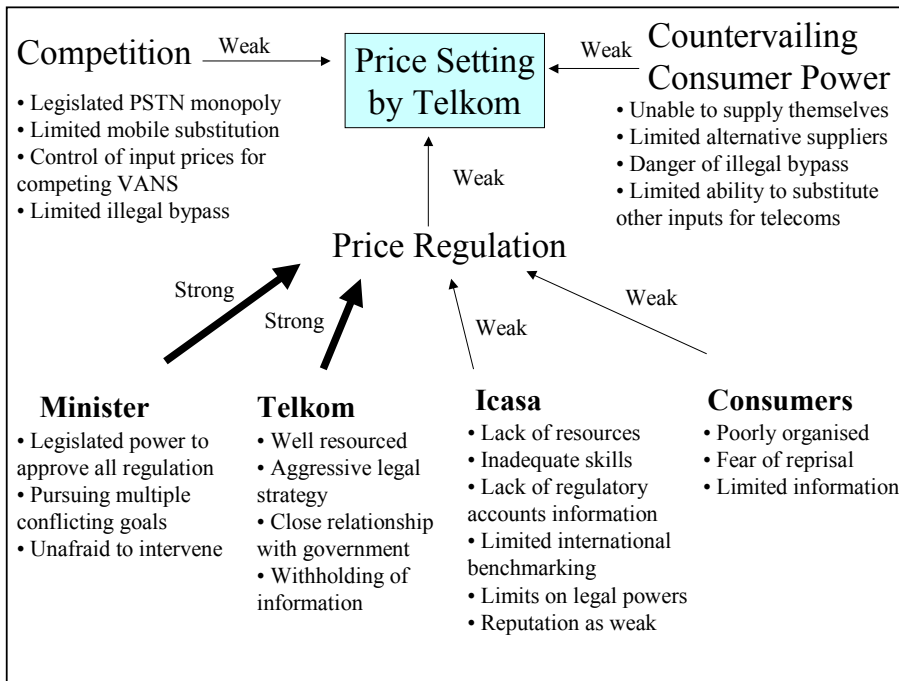 Competition
Weak
Price Setting
by Telkom
Weak
Countervailing
Consumer Power
• Legislated PSTN monopoly
• Limited mobile substitution
• Control of input prices for
competing VANS
• Limited illegal bypass
• Unable to supply themselves
• Limited alternative suppliers
• Danger of illegal bypass
• Limited ability to substitute
other inputs for telecoms
Weak
Price Regulation
Strong
Strong
Weak
Weak
Minister
• Legislated power to
approve all regulation
• Pursuing multiple
conflicting goals
• Unafraid to intervene
Telkom
• Well resourced
• Aggressive legal
strategy
• Close relationship
with government
• Withholding of
information
Icasa
• Lack of resources
• Inadequate skills
• Lack of regulatory
accounts information
• Limited international
benchmarking
• Limits on legal powers
• Reputation as weak
Consumers
• Poorly organised
• Fear of reprisal
• Limited information